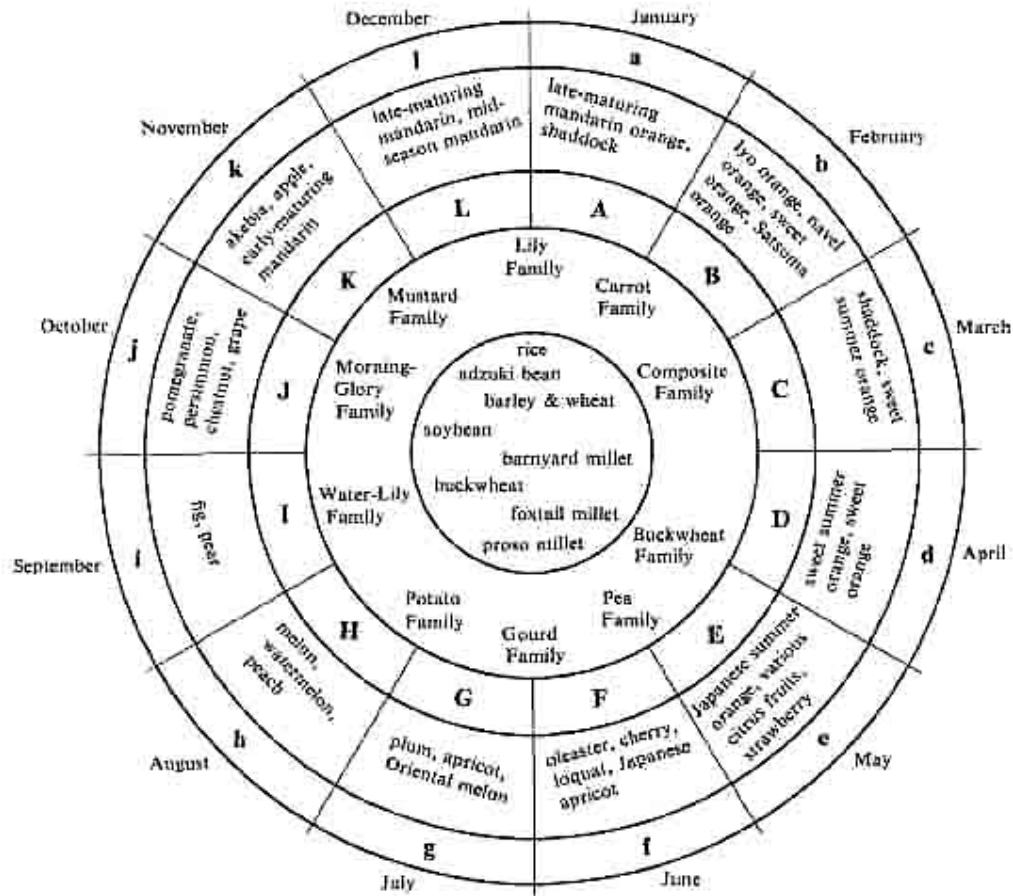 January
February
March
April
May
June
July
August
September
October
November
December
a
b
c
d
e
f
g
h
i
j
k
l
late-maturing
mandarin orange,
shaddock
Iyo orange, navel
orange, sweet
orange, Satsuma
orange
shaddock, sweet
summer orange
sweet summer
orange, sweet
orange
Japanese summer
orange, various
citrus fruits,
strawberry
oleaster, cherry,
loquat, Japanese
apricot
plum, apricot,
Oriental melon
melon,
watermelon,
peach
fig, pear
pomegranate,
persimmon,
chestnut, grape
akebia, apple,
early-maturing
mandarin
late-maturing
mandarin, mid-
season mandarin
A
B
C
D
E
F
G
H
I
J
K
L
Lily
Family
Carrot
Family
Composite
Family
Buckwheat
Family
Pea
Family
Gourd
Family
Potato
Family
Water-Lily
Family
Morning-
Glory
Family
Mustard
Family
rice
adzuki bean
barley & wheat
soybean
barnyard millet
buckwheat
foxtail millet
proso millet